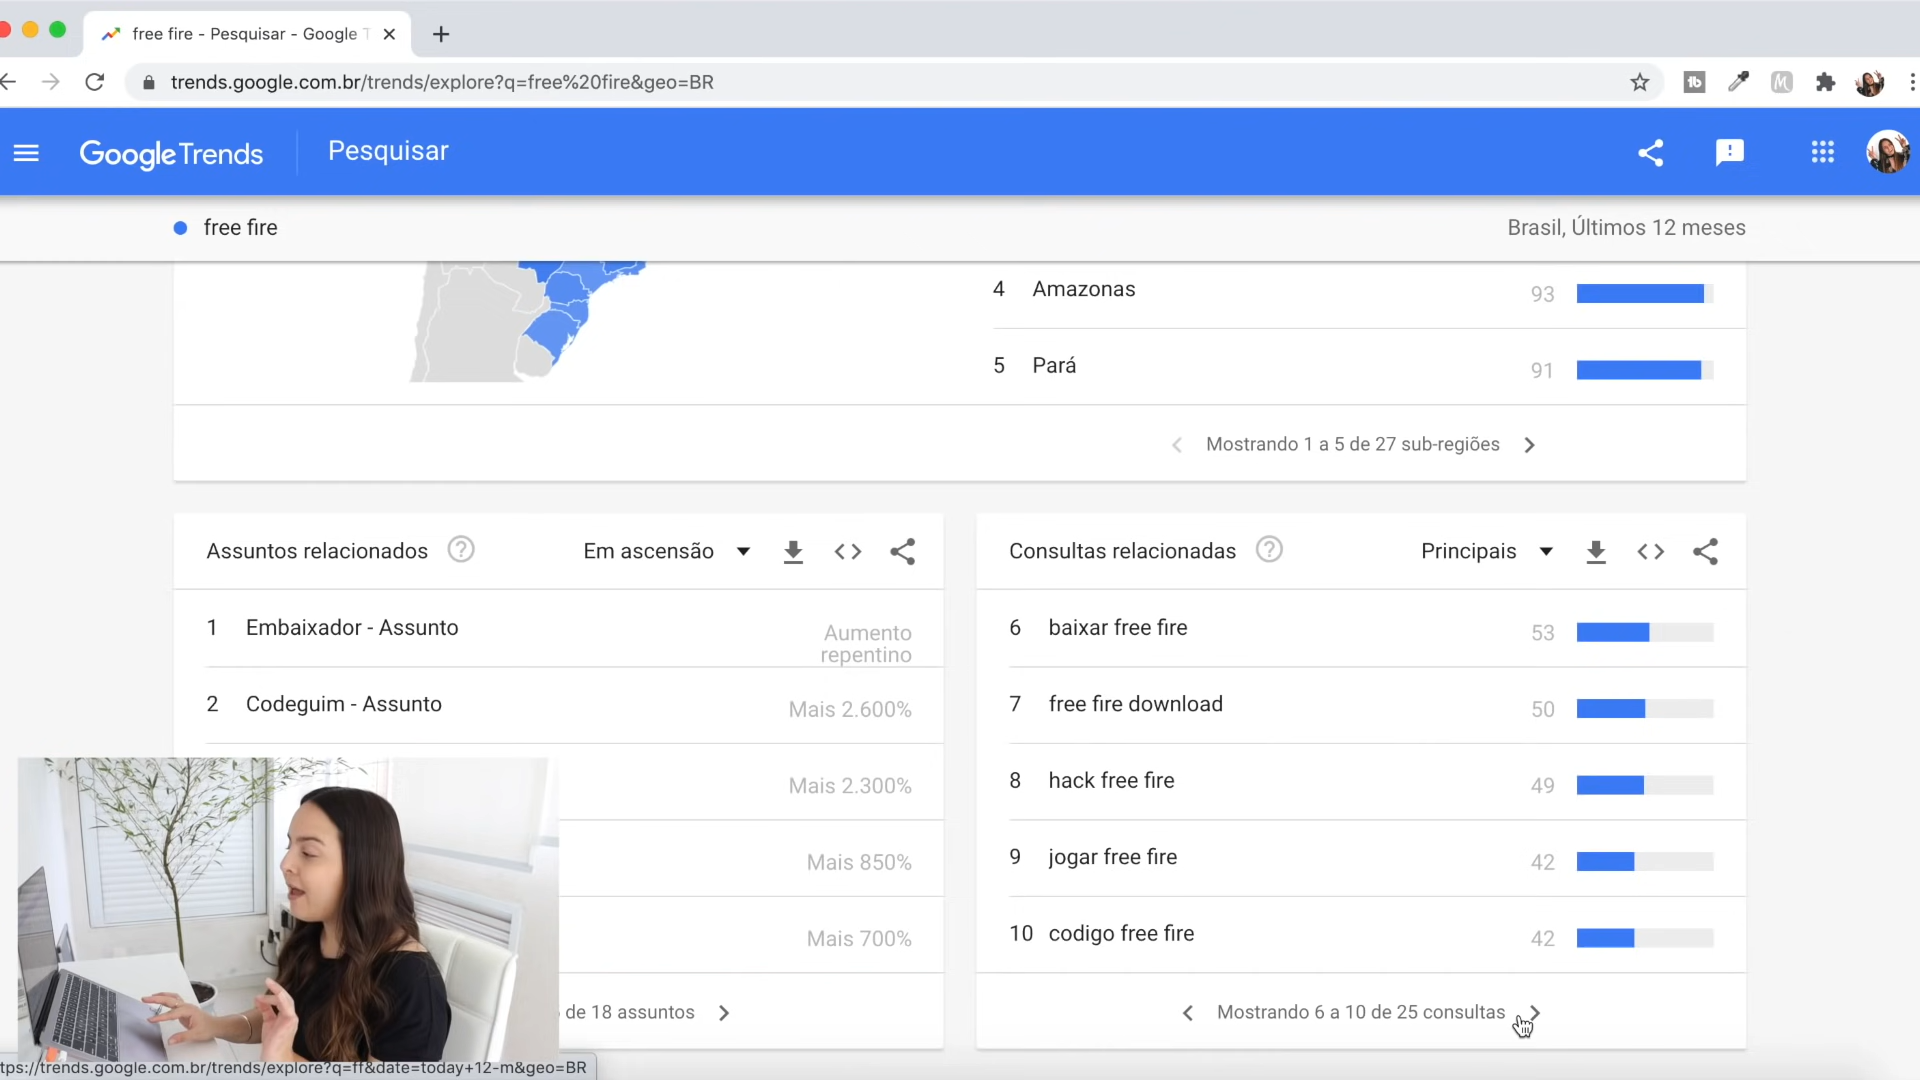 free fire - Pesquisar - Google T
trends.google.com.br/trends/explore?q=free%20fire&geo=BR
Google Trends
Pesquisar
free fire
Brasil, Últimos 12 meses
4 Amazonas 93
5 Pará 91
Mostrando 1 a 5 de 27 sub-regiões
Assuntos relacionados
Em ascensão
1 Embaixador - Assunto
Aumento
repentino
2 Codeguim - Assunto
Mais 2.600%
Mais 2.300%
Mais 850%
Mais 700%
de 18 assuntos
Consultas relacionadas
Principais
6 baixar free fire 53
7 free fire download 50
8 hack free fire 49
9 jogar free fire 42
10 codigo free fire 42
Mostrando 6 a 10 de 25 consultas
tps://trends.google.com.br/trends/explore?q=ff&date=today+12-m&geo=BR